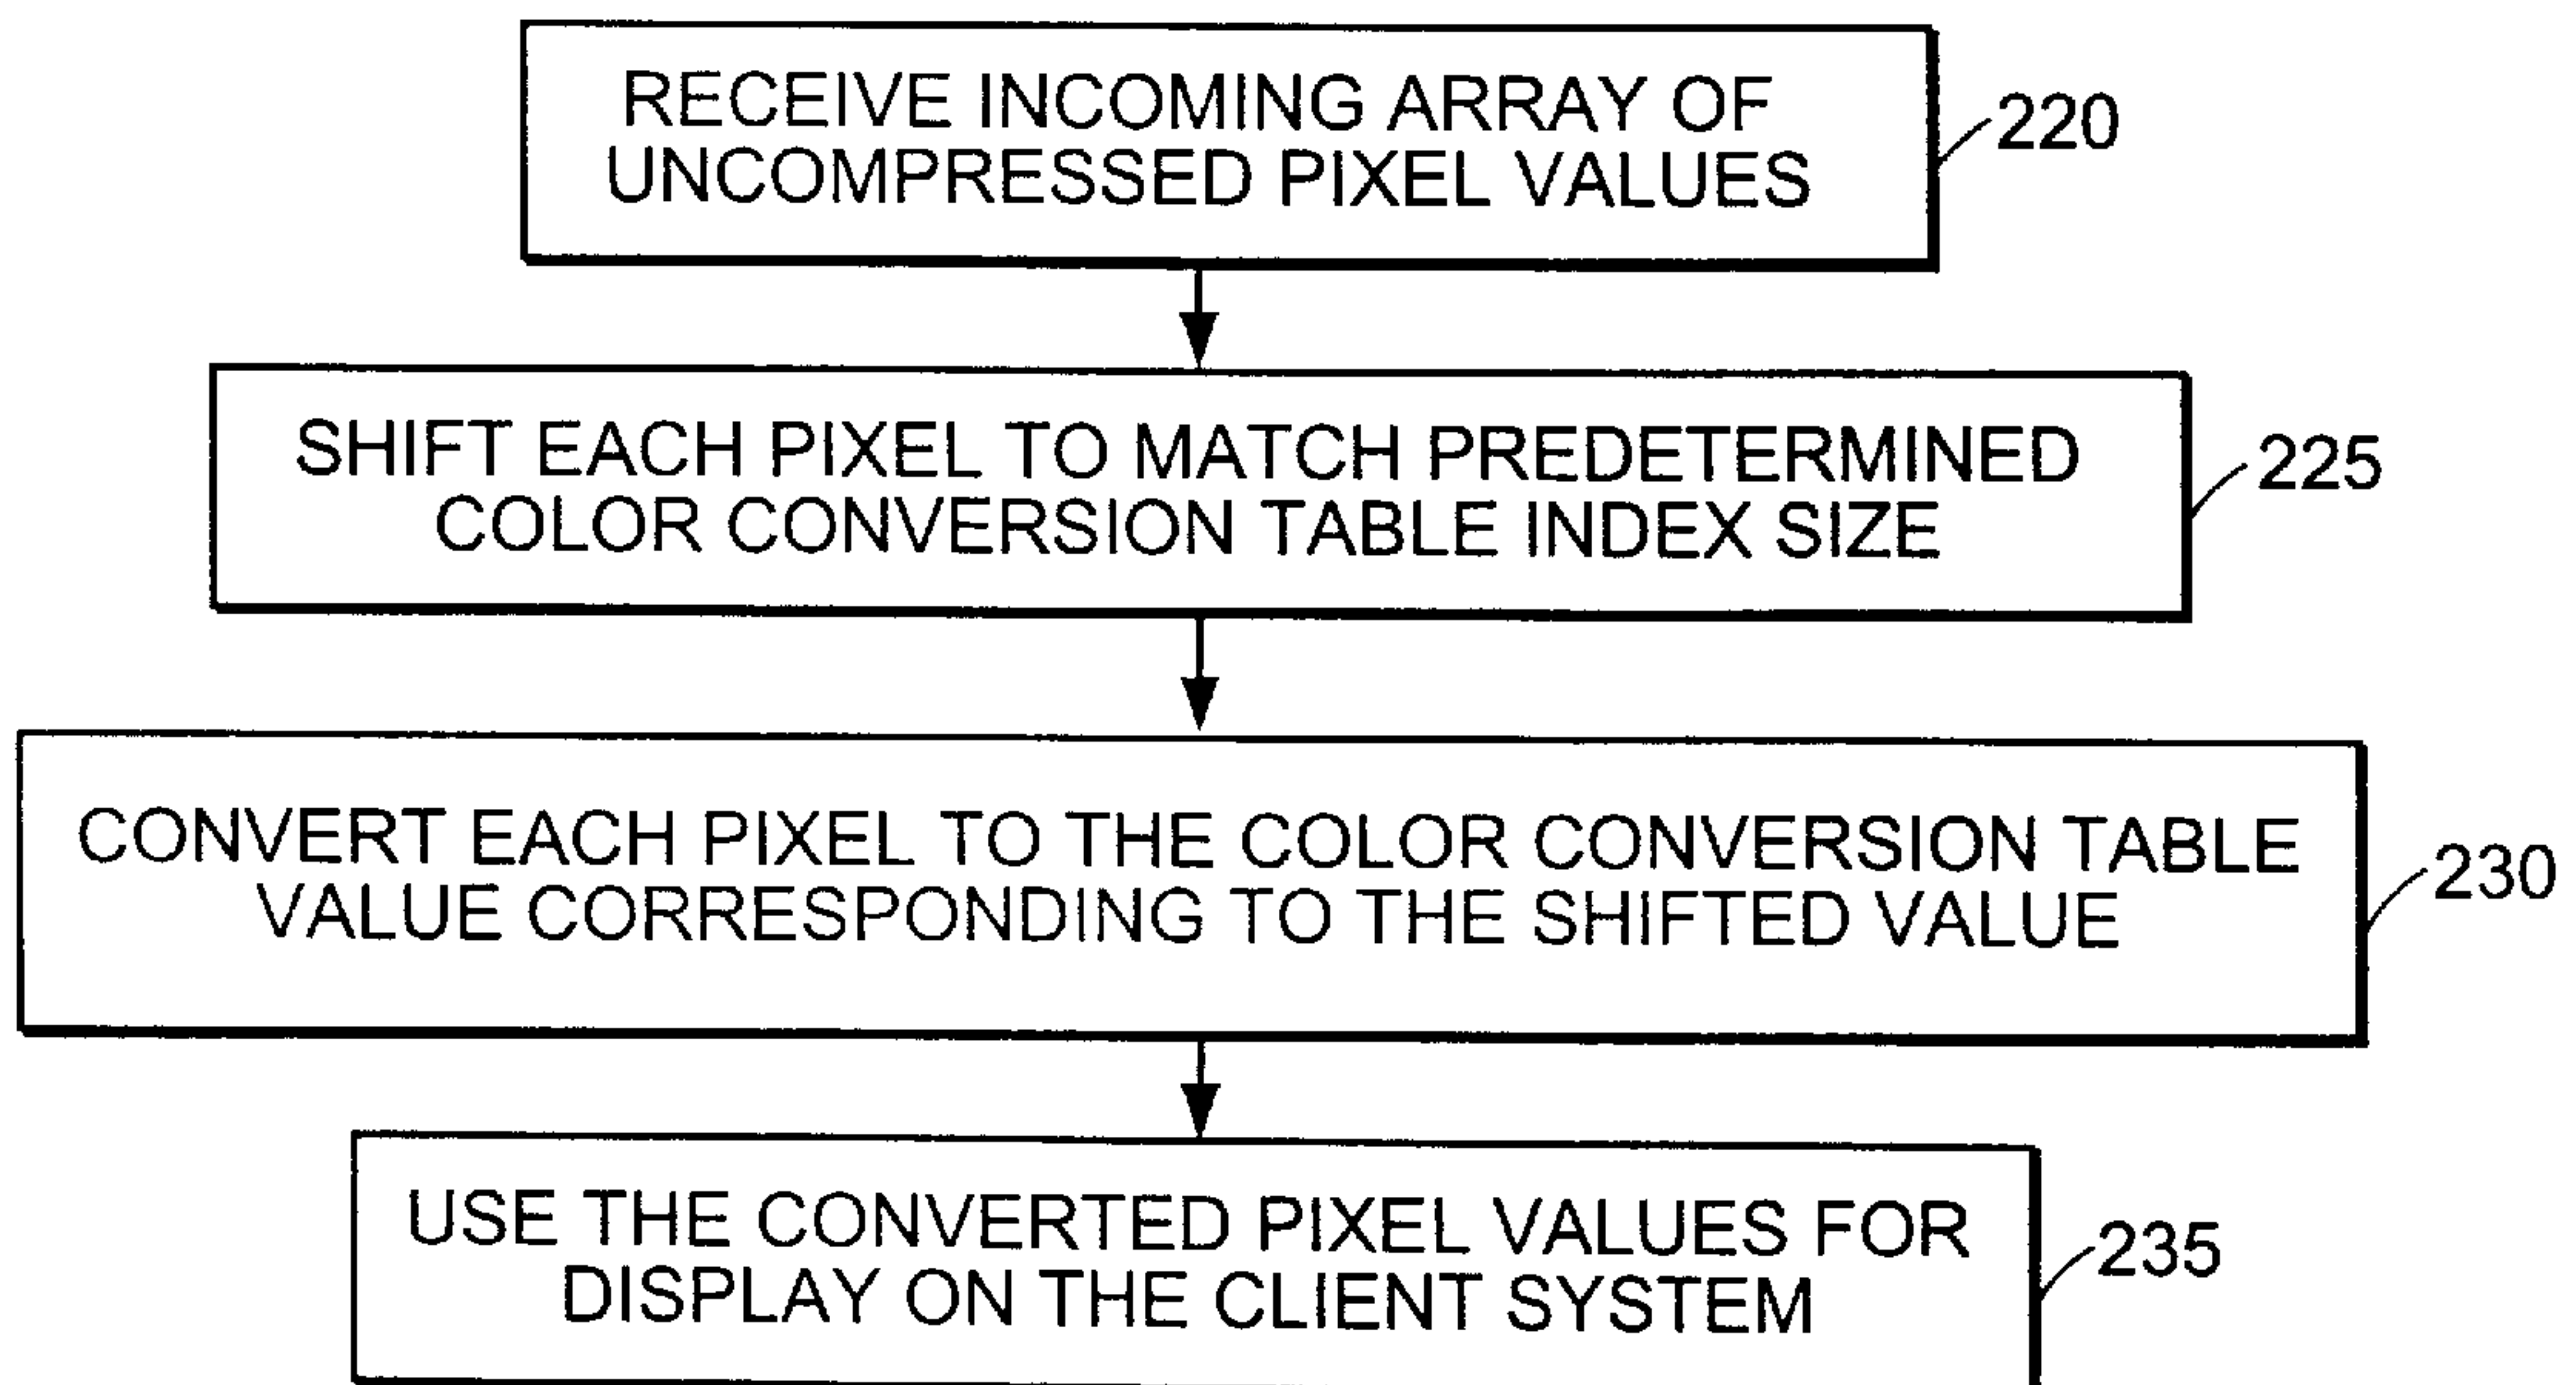 RECEIVE INCOMING ARRAY OF
UNCOMPRESSED PIXEL VALUES
220
SHIFT EACH PIXEL TO MATCH PREDETERMINED
COLOR CONVERSION TABLE INDEX SIZE
225
CONVERT EACH PIXEL TO THE COLOR CONVERSION TABLE
VALUE CORRESPONDING TO THE SHIFTED VALUE
230
USE THE CONVERTED PIXEL VALUES FOR
DISPLAY ON THE CLIENT SYSTEM
235